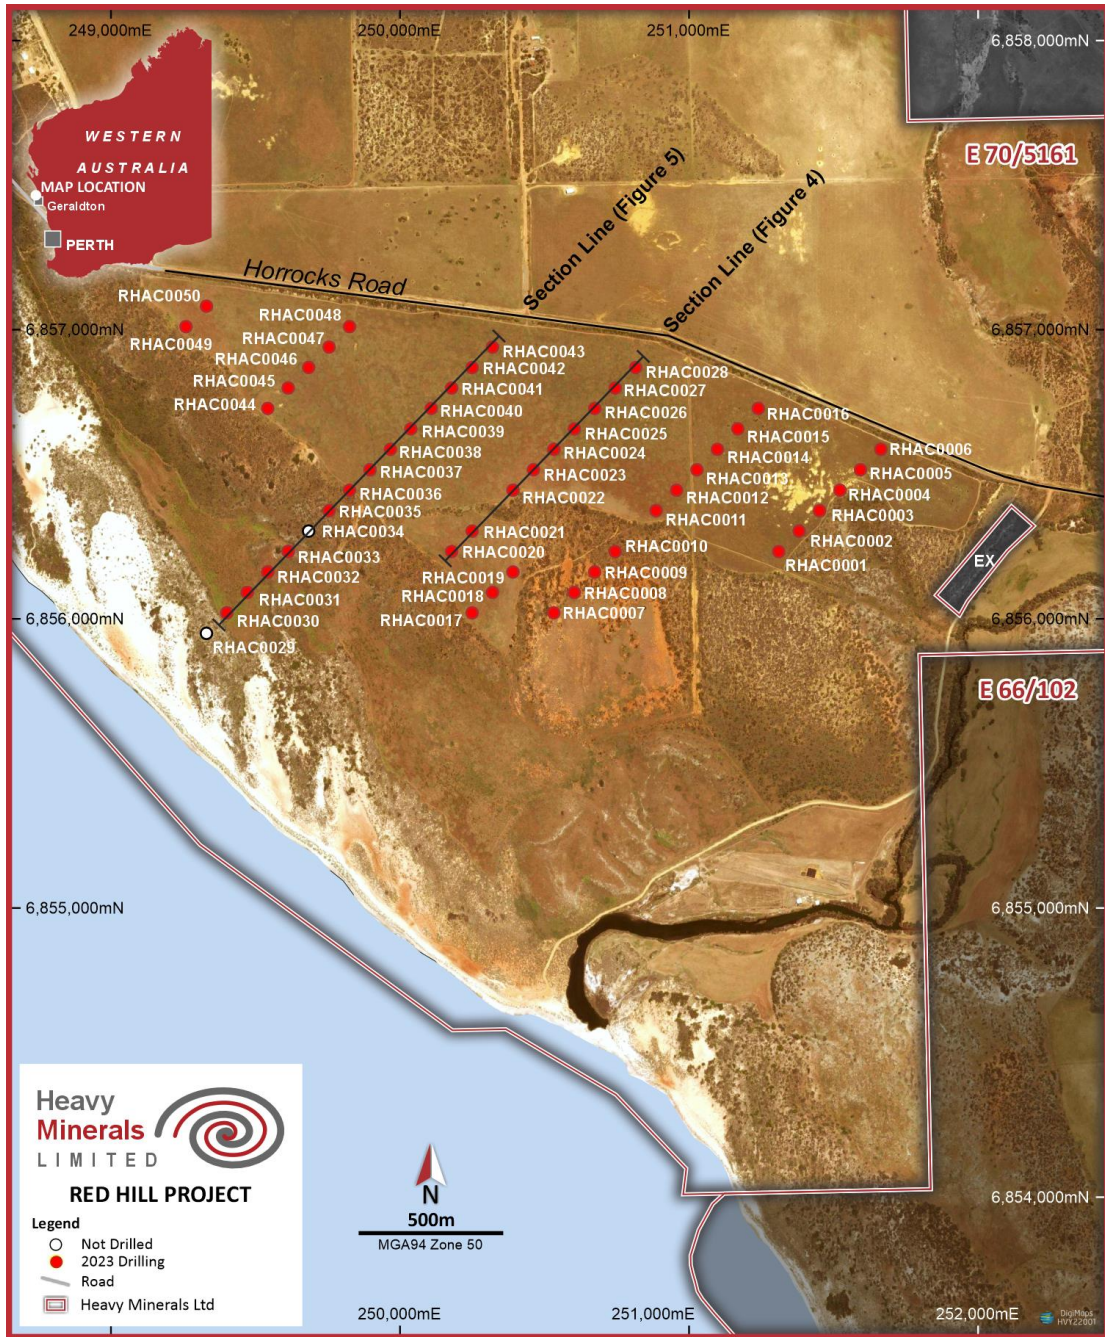 249,000mE
250,000mE
251,000mE
6,858,000mN
WESTERN
AUSTRALIA
MAP LOCATION
Geraldton
PERTH
E 70/5161
Section Line (Figure 5)
Section Line (Figure 4)
Horrocks Road
6,857,000mN
6,857,000mN
RHAC0050
RHAC0049
RHAC0048
RHAC0047
RHAC0046
RHAC0045
RHAC0044
RHAC0043
RHAC0042
RHAC0041
RHAC0040
RHAC0039
RHAC0038
RHAC0037
RHAC0036
RHAC0035
RHAC0034
RHAC0033
RHAC0032
RHAC0031
RHAC0030
RHAC0029
RHAC0028
RHAC0027
RHAC0026
RHAC0025
RHAC0024
RHAC0023
RHAC0022
RHAC0021
RHAC0020
RHAC0019
RHAC0018
RHAC0017
RHAC0016
RHAC0015
RHAC0014
RHAC0013
RHAC0012
RHAC0011
RHAC0010
RHAC0009
RHAC0008
RHAC0007
RHAC0006
RHAC0005
RHAC0004
RHAC0003
RHAC0002
RHAC0001
EX
6,856,000mN
6,856,000mN
E 66/102
6,855,000mN
6,855,000mN
6,854,000mN
Heavy
Minerals
LIMITED
RED HILL PROJECT
Legend
Not Drilled
2023 Drilling
Road
Heavy Minerals Ltd
N
500m
MGA94 Zone 50
250,000mE
251,000mE
252,000mE
DigiMaps
HVY22001